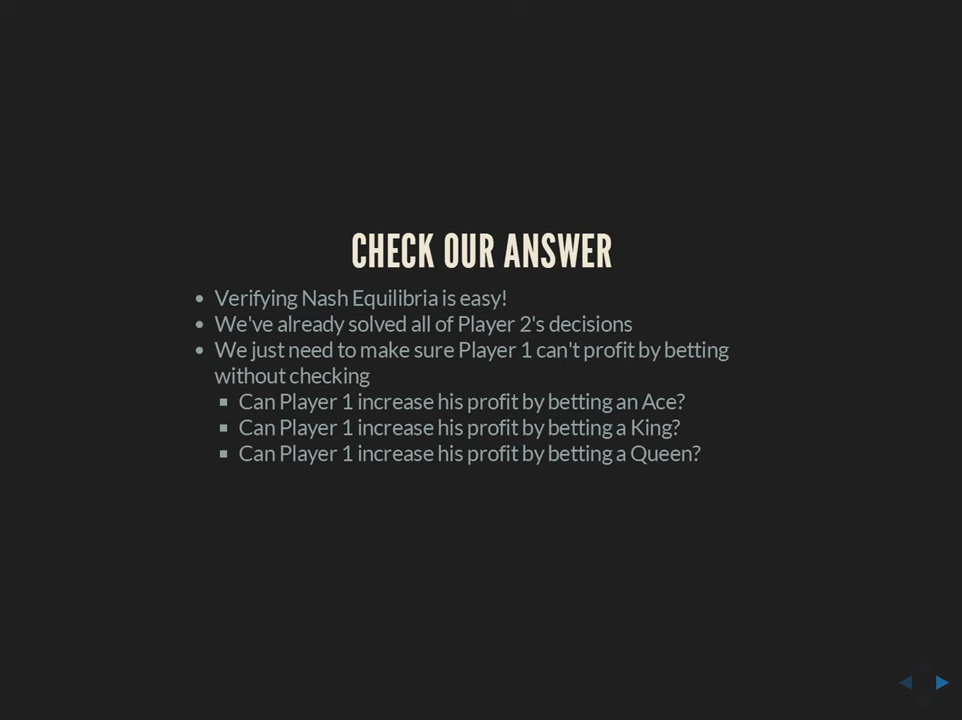 CHECK OUR ANSWER
• Verifying Nash Equilibria is easy!
• We've already solved all of Player 2's decisions
• We just need to make sure Player 1 can't profit by betting
without checking
▪ Can Player 1 increase his profit by betting an Ace?
▪ Can Player 1 increase his profit by betting a King?
▪ Can Player 1 increase his profit by betting a Queen?